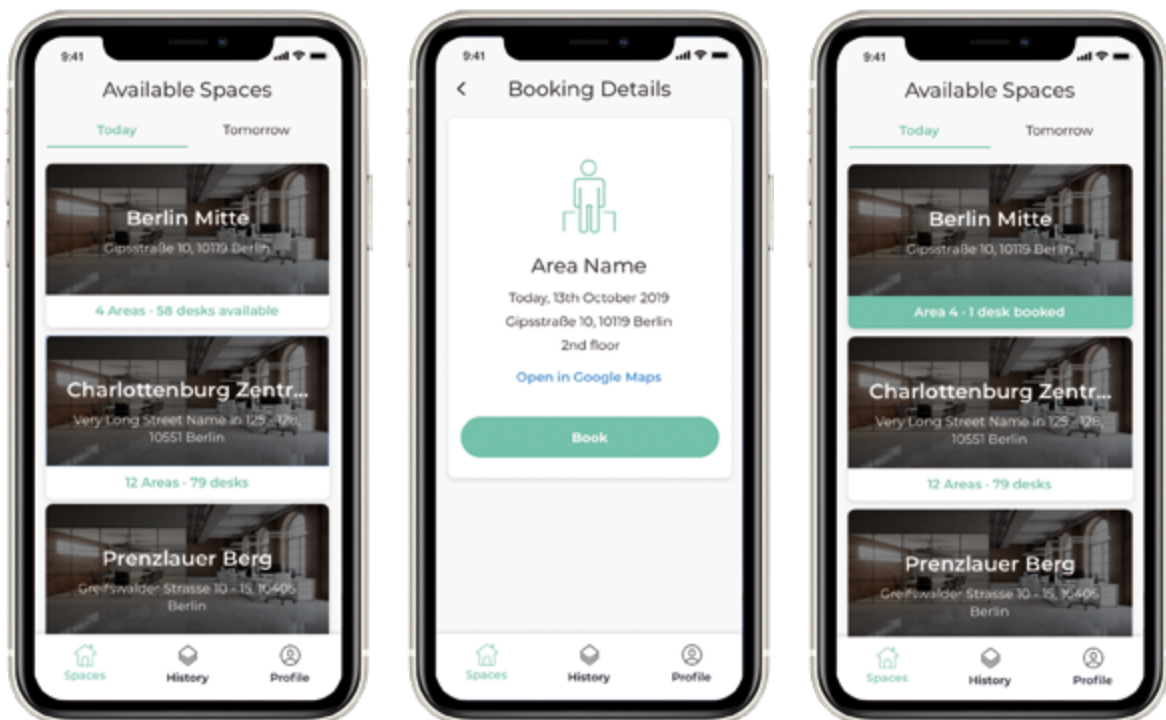 9:41
Available Spaces
Today
Tomorrow
Berlin Mitte
Gipsstraße 10, 10119 Berlin
4 Areas - 58 desks available
Charlottenburg Zentr...
Very Long Street Name in 125 - 128,
10551 Berlin
12 Areas - 79 desks
Prenzlauer Berg
Greifswalder Strasse 10 - 15, 10405
Berlin
Spaces
History
Profile
9:41
Booking Details
Area Name
Today, 13th October 2019
Gipsstraße 10, 10119 Berlin
2nd floor
Open in Google Maps
Book
Spaces
History
Profile
9:41
Available Spaces
Today
Tomorrow
Berlin Mitte
Gipsstraße 10, 10119 Berlin
Area 4 - 1 desk booked
Charlottenburg Zentr...
Very Long Street Name in 125 - 128,
10551 Berlin
12 Areas - 79 desks
Prenzlauer Berg
Greifswalder Strasse 10 - 15, 10405
Berlin
Spaces
History
Profile